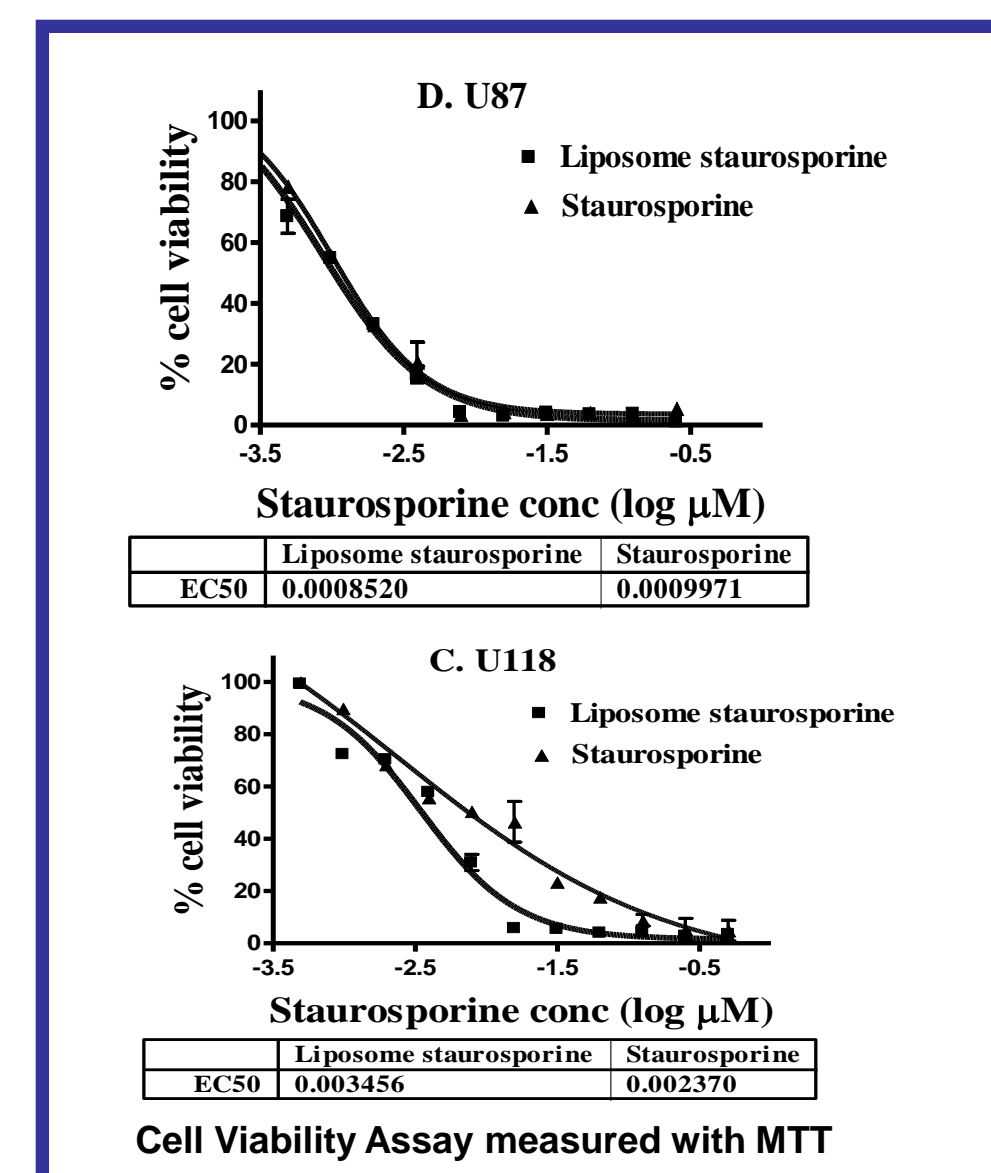 D. U87
100
80
60
40
20
0
% cell viability
Liposome staurosporine
Staurosporine
-3.5 -2.5 -1.5 -0.5
Staurosporine conc (log μM)
Liposome staurosporine Staurosporine
EC50 0.0008520 0.0009971
C. U118
100
80
60
40
20
0
% cell viability
Liposome staurosporine
Staurosporine
-3.5 -2.5 -1.5 -0.5
Staurosporine conc (log μM)
Liposome staurosporine Staurosporine
EC50 0.003456 0.002370
Cell Viability Assay measured with MTT